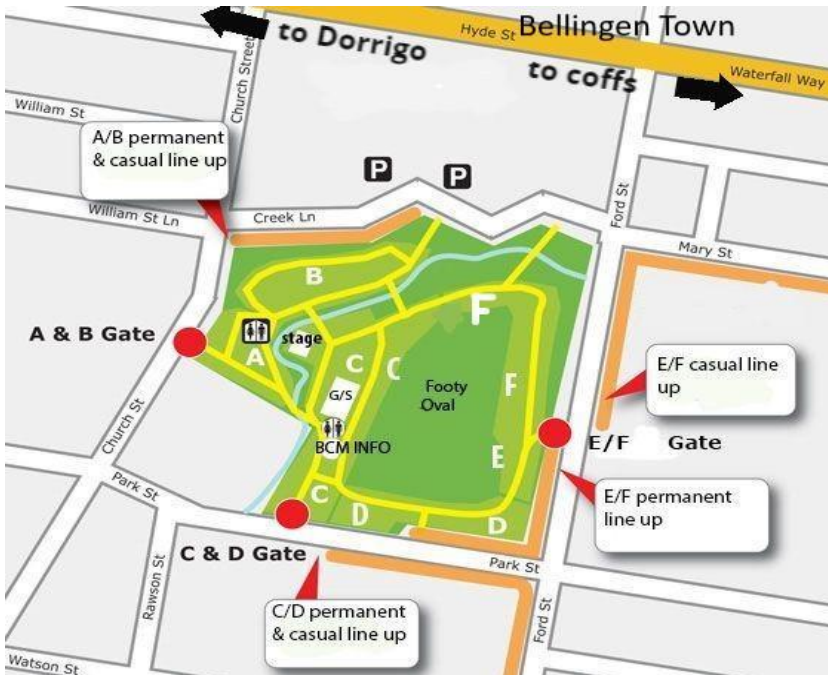 Bellingen Town
Hyde St
to Dorrigo
to coffs
Waterfall Way
Church Street
William St
A/B permanent
& casual line up
P
P
William St Ln
Creek Ln
Ford St
Mary St
B
F
A & B Gate
stage
A
C
C
G/S
Footy
Oval
F
E/F casual line
up
BCM INFO
E
E/F Gate
Church St
C
C
D
D
E/F permanent
line up
Park St
C & D Gate
Park St
Rawson St
C/D permanent
& casual line up
Ford St
Watson St